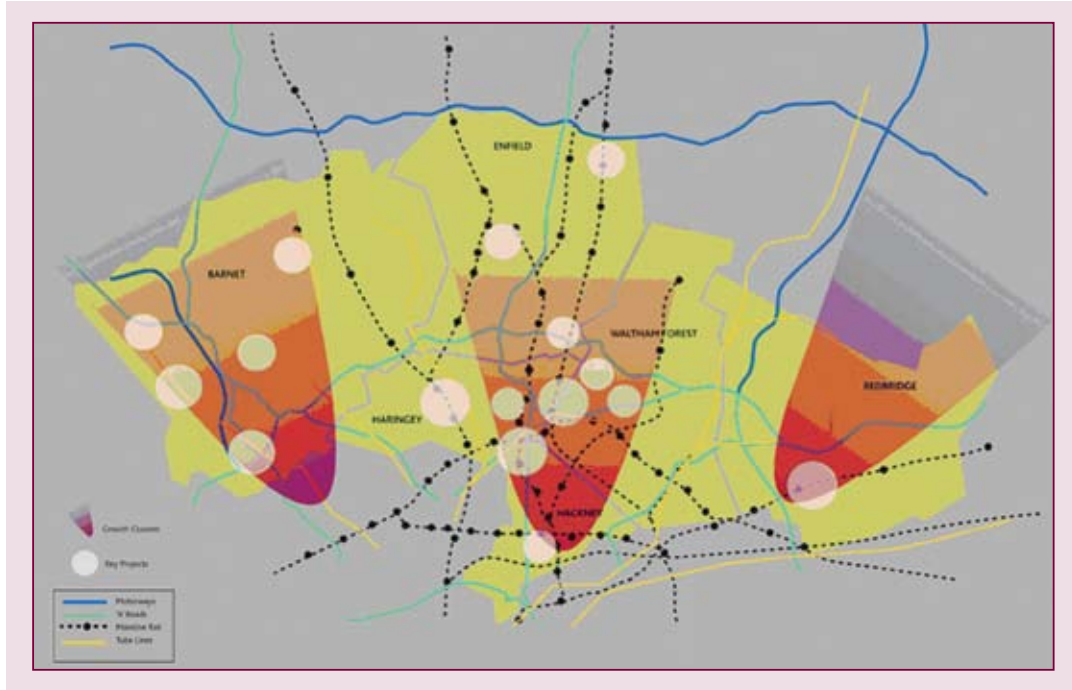 ENFIELD
BARNET
WALTHAM FOREST
REDBRIDGE
HARINGEY
HACKNEY
Growth Clusters
Key Projects
Motorways
'A' Roads
Mainline Rail
Tube Lines